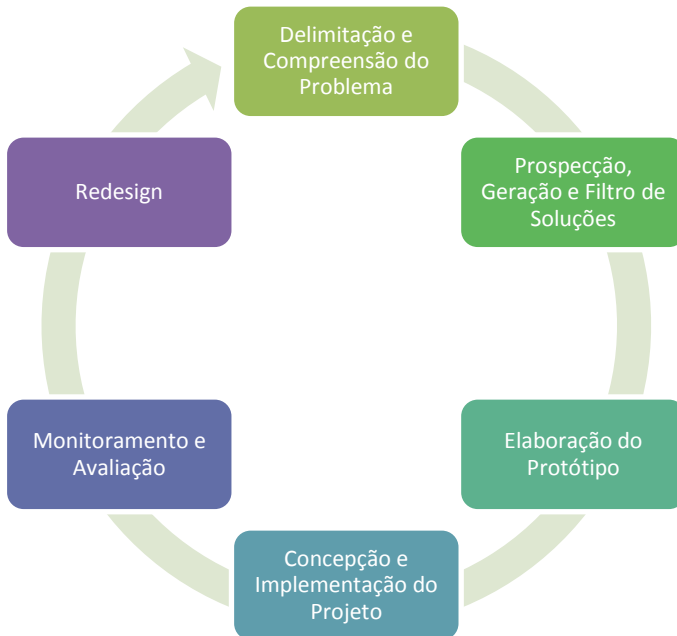 Delimitação e
Compreensão do
Problema
Prospecção,
Geração e Filtro de
Soluções
Elaboração do
Protótipo
Concepção e
Implementação do
Projeto
Monitoramento e
Avaliação
Redesign